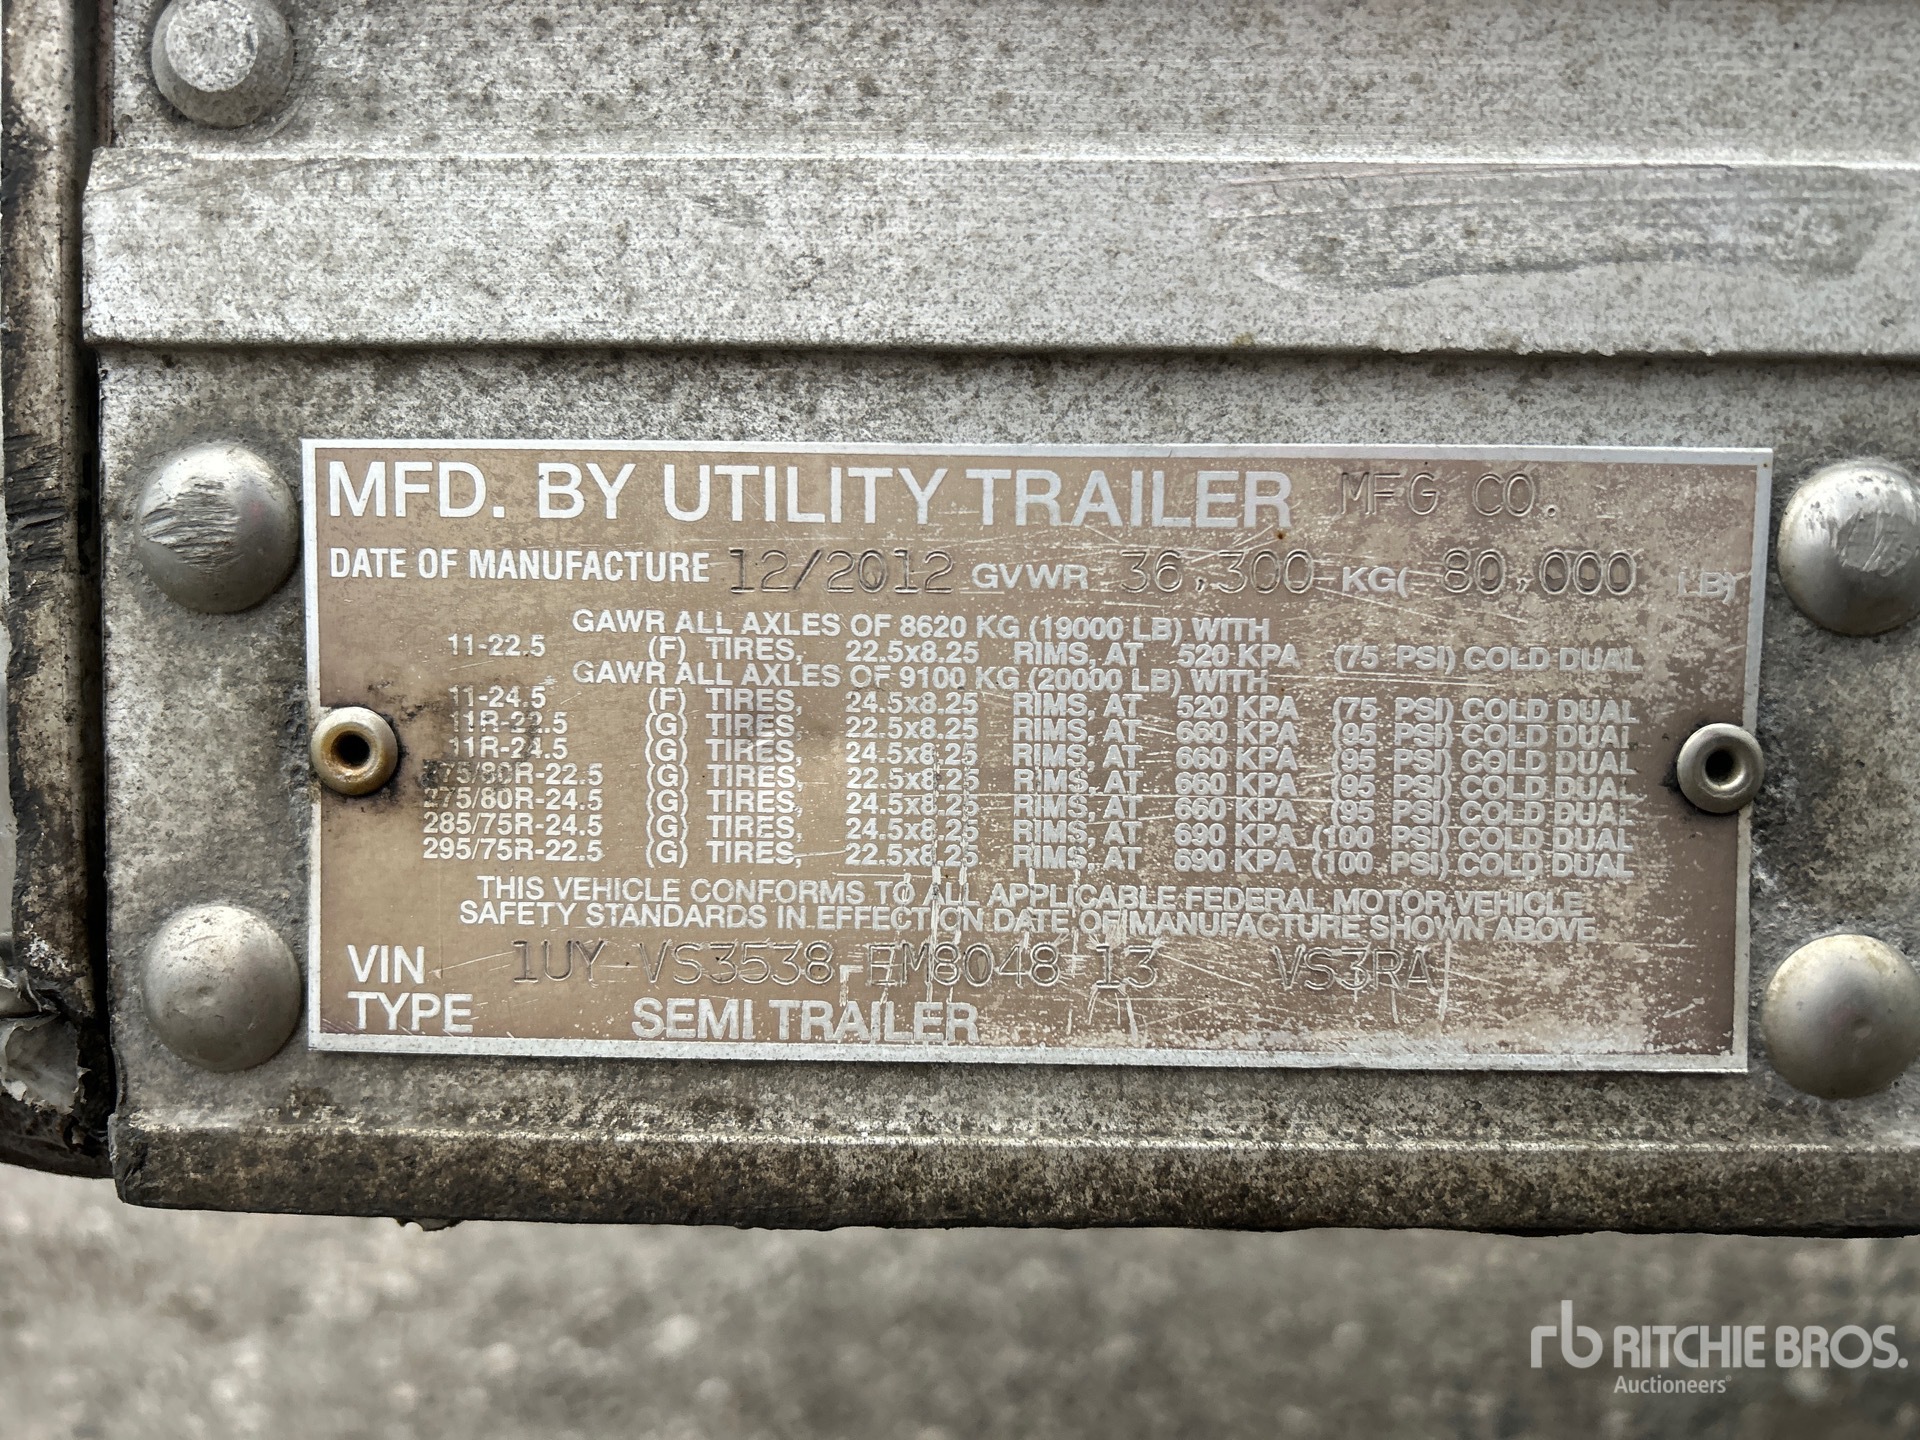 MFD. BY UTILITY TRAILER MFG CO.
DATE OF MANUFACTURE 12/2012 GVWR 36,300 KG( 80,000 LB)
GAWR ALL AXLES OF 8620 KG (19000 LB) WITH
11-22.5 (F) TIRES, 22.5x8.25 RIMS, AT 520 KPA (75 PSI) COLD DUAL
GAWR ALL AXLES OF 9100 KG (20000 LB) WITH
11-24.5 (F) TIRES, 24.5x8.25 RIMS, AT 520 KPA (75 PSI) COLD DUAL
11R-22.5 (G) TIRES, 22.5x8.25 RIMS, AT 660 KPA (95 PSI) COLD DUAL
11R-24.5 (G) TIRES, 24.5x8.25 RIMS, AT 660 KPA (95 PSI) COLD DUAL
275/80R-22.5 (G) TIRES, 22.5x8.25 RIMS, AT 660 KPA (95 PSI) COLD DUAL
275/80R-24.5 (G) TIRES, 24.5x8.25 RIMS, AT 660 KPA (95 PSI) COLD DUAL
285/75R-24.5 (G) TIRES, 24.5x8.25 RIMS, AT 690 KPA (100 PSI) COLD DUAL
295/75R-22.5 (G) TIRES, 22.5x8.25 RIMS, AT 690 KPA (100 PSI) COLD DUAL
THIS VEHICLE CONFORMS TO ALL APPLICABLE FEDERAL MOTOR VEHICLE
SAFETY STANDARDS IN EFFECT ON DATE OF MANUFACTURE SHOWN ABOVE.
VIN 1UY VS3538 EM8048 13 VS3RA
TYPE SEMI TRAILER
rb RITCHIE BROS.
Auctioneers